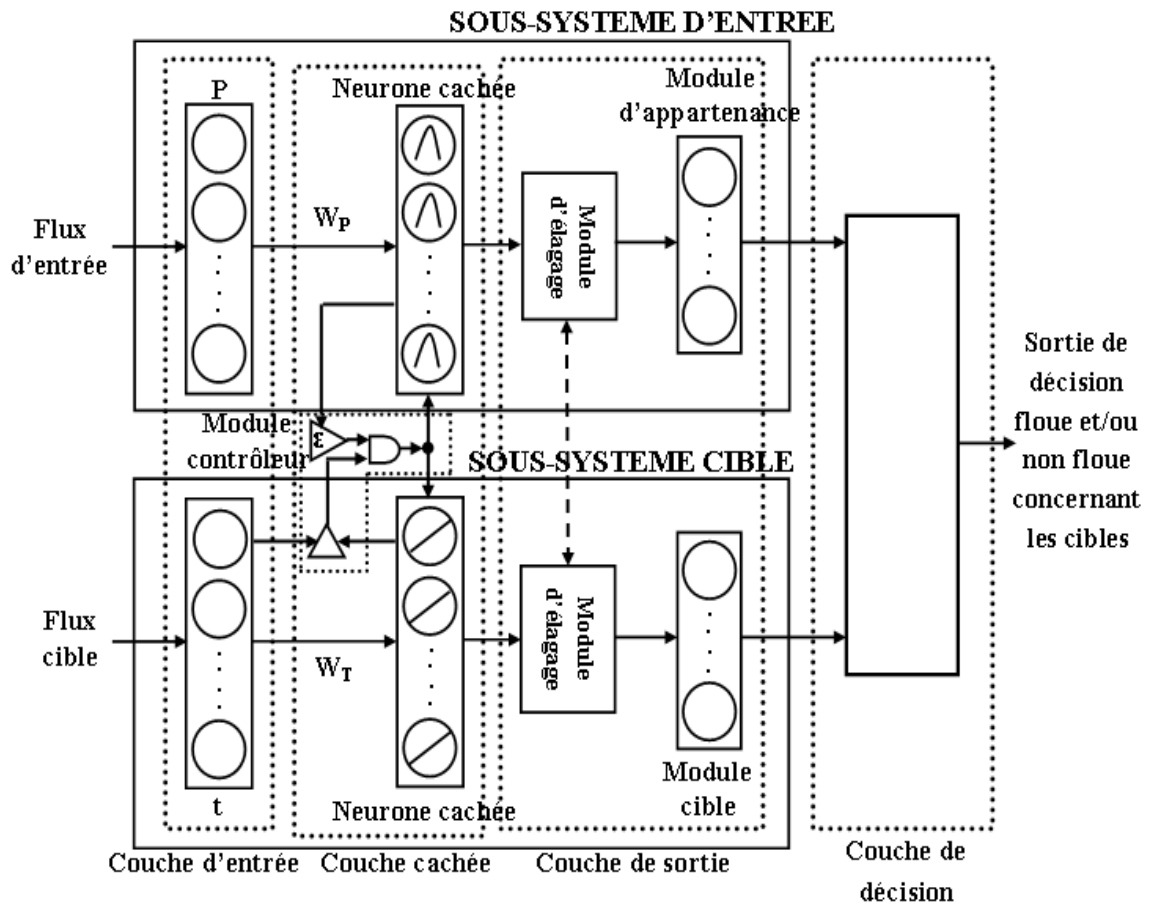 SOUS-SYSTEME D'ENTREE
P
Neurone cachée
Module
d'appartenance
Flux
d'entrée
W_P
Module
d'élagage
Sortie de
décision
floue et/ou
non floue
concernant
les cibles
Module
contrôleur
ε
SOUS-SYSTEME CIBLE
Flux
cible
W_T
Module
d'élagage
t
Neurone cachée
Module
cible
Couche d'entrée
Couche cachée
Couche de sortie
Couche de
décision